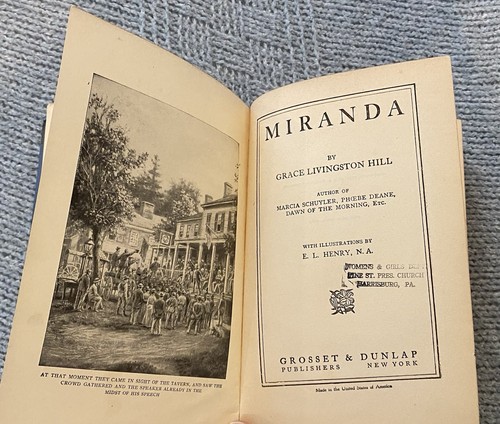 AT THAT MOMENT THEY CAME IN SIGHT OF THE TAVERN, AND SAW THE
CROWD GATHERED AND THE SPEAKER ALREADY IN THE
MIDST OF HIS SPEECH
MIRANDA
BY
GRACE LIVINGSTON HILL
AUTHOR OF
MARCIA SCHUYLER, PHŒBE DEANE,
DAWN OF THE MORNING, ETC.
WITH ILLUSTRATIONS BY
E. L. HENRY, N. A.
WOMENS & GIRLS
PINE ST. PRES. CHURCH
HARRISBURG, PA.
GROSSET & DUNLAP
PUBLISHERS NEW YORK
Made in the United States of America